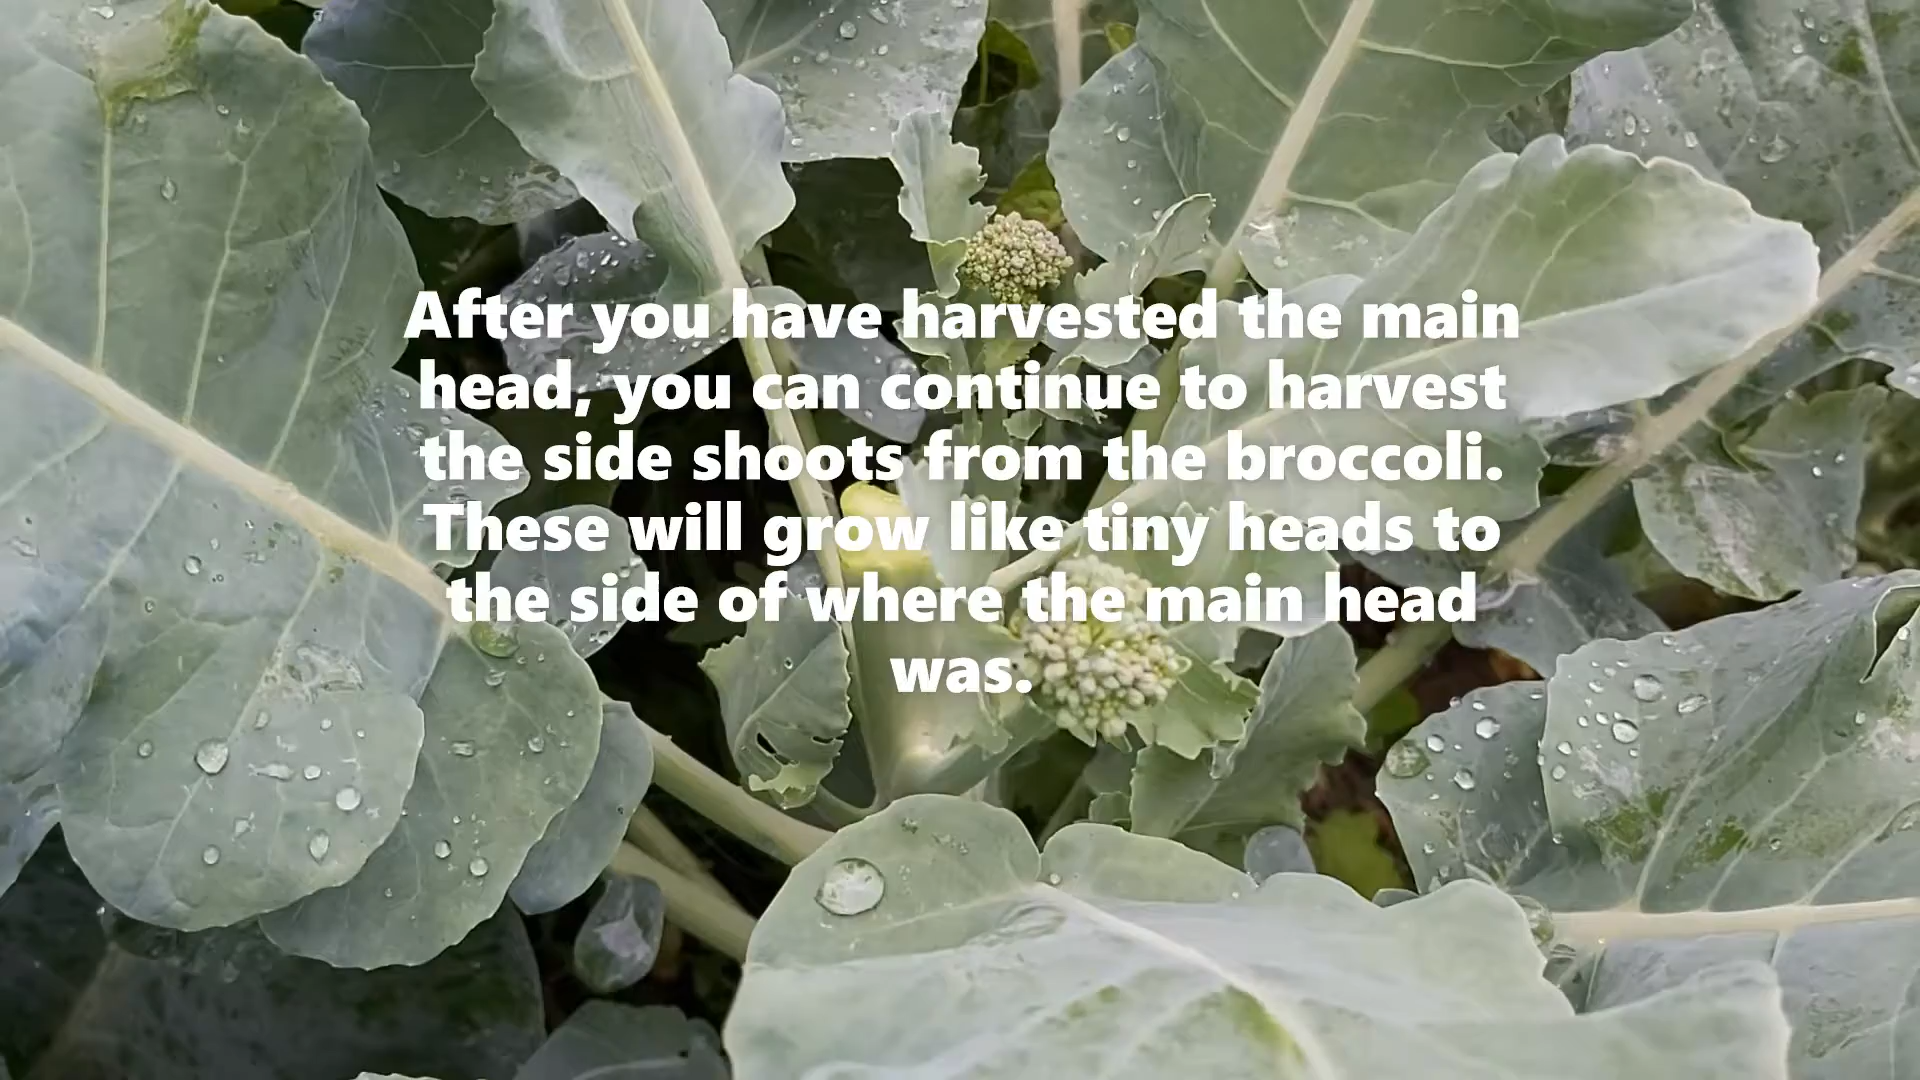 After you have harvested the main
head, you can continue to harvest
the side shoots from the broccoli.
These will grow like tiny heads to
the side of where the main head
was.